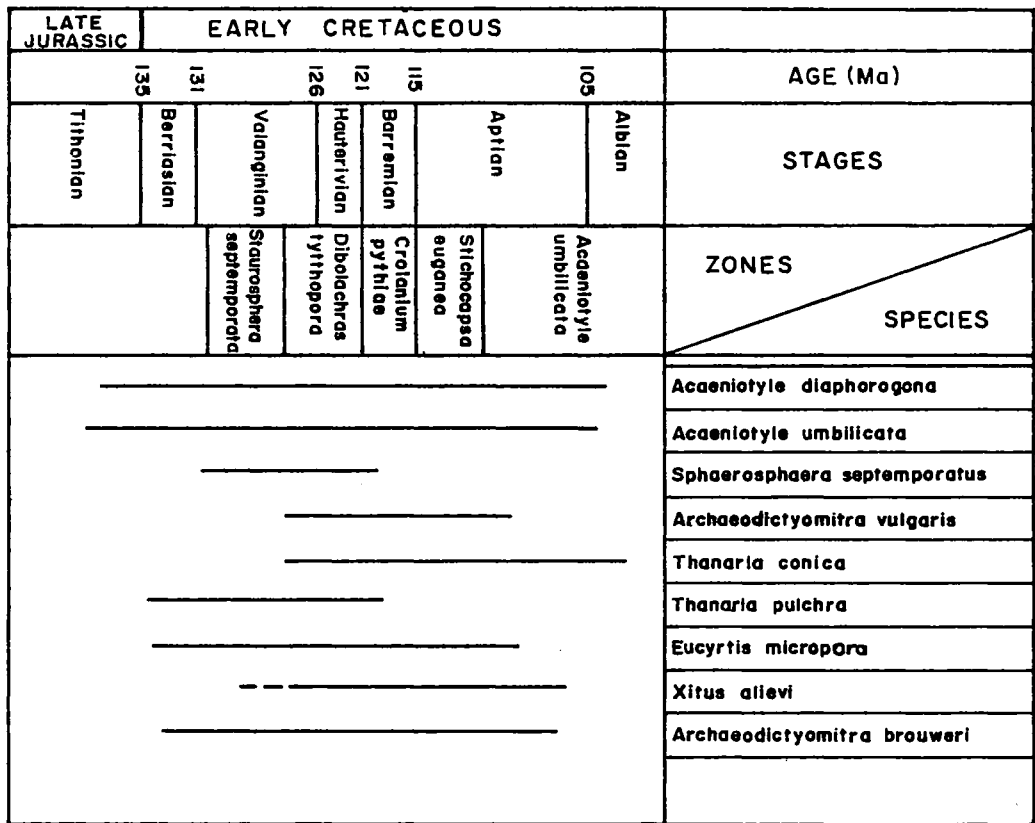 LATE
JURASSIC
EARLY CRETACEOUS
135
131
126
121
115
105
AGE (Ma)
Tithonian
Berriasian
Valanginian
Hauterivian
Barremian
Aptian
Albian
STAGES
Staurosphera
septemporata
Dibolachras
tytthopora
Crolanium
pythiae
Stichocapsa
euganea
Acaeniotyle
umbilicata
ZONES
SPECIES
Acaeniotyle diaphorogona
Acaeniotyle umbilicata
Sphaerosphaera septemporatus
Archaeodictyomitra vulgaris
Thanarla conica
Thanarla pulchra
Eucyrtis micropora
Xitus alievi
Archaeodictyomitra brouweri